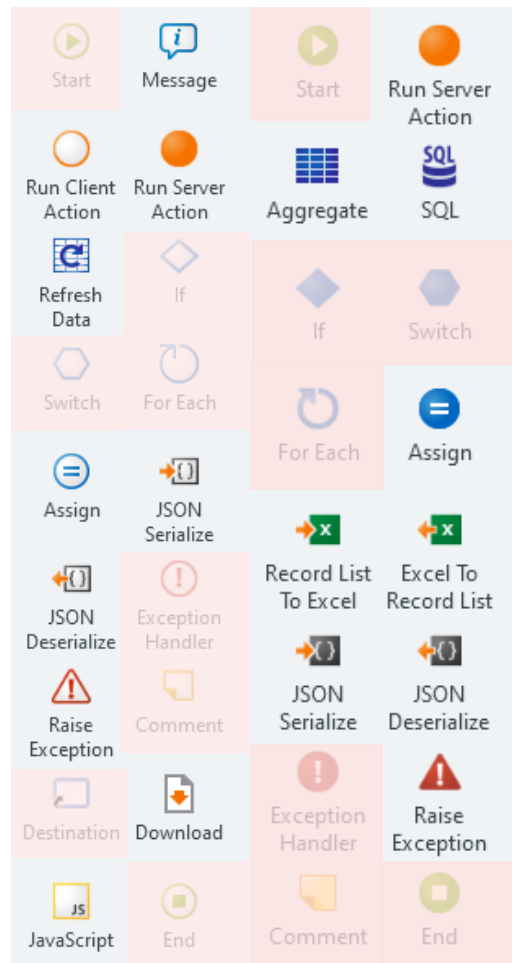 Start
Message
Run Client
Action
Run Server
Action
Refresh
Data
If
Switch
For Each
Assign
{}
JSON
Serialize
{}
JSON
Deserialize
Exception
Handler
Raise
Exception
Comment
Destination
Download
JS
JavaScript
End
Start
Run Server
Action
Aggregate
SQL
SQL
If
Switch
For Each
Assign
X
Record List
To Excel
X
Excel To
Record List
{}
JSON
Serialize
{}
JSON
Deserialize
Exception
Handler
Raise
Exception
Comment
End